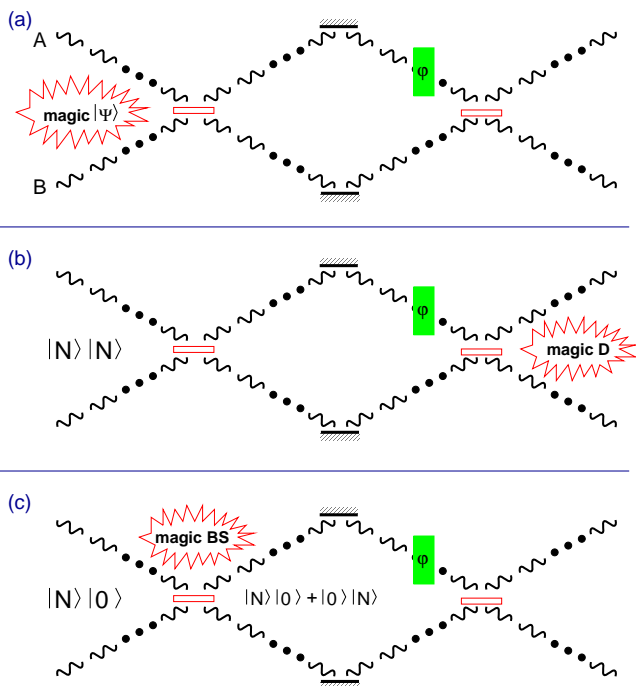 (a)
A
φ
magic |Ψ⟩
B
(b)
φ
|N⟩|N⟩
magic D
(c)
magic BS
φ
|N⟩|0⟩
|N⟩|0⟩+|0⟩|N⟩